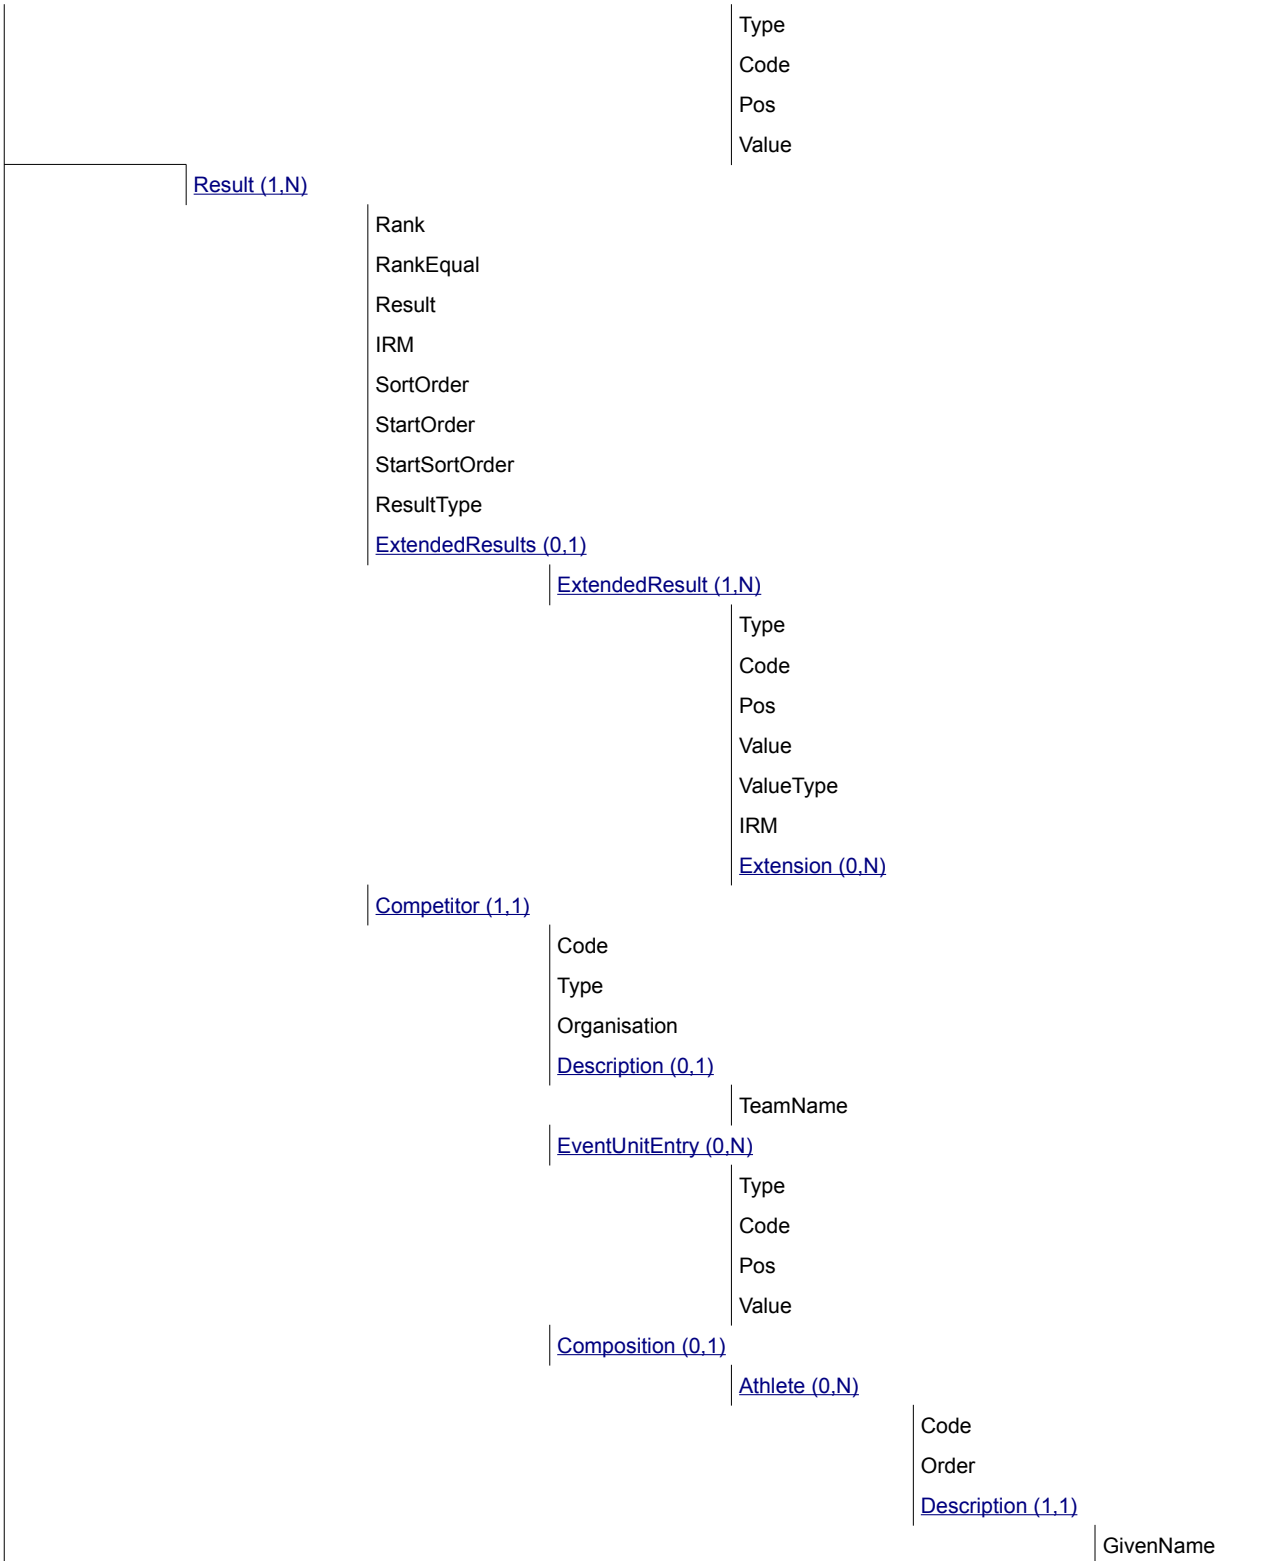 Type
Code
Pos
Value
Result (1,N)
Rank
RankEqual
Result
IRM
SortOrder
StartOrder
StartSortOrder
ResultType
ExtendedResults (0,1)
ExtendedResult (1,N)
Type
Code
Pos
Value
ValueType
IRM
Extension (0,N)
Competitor (1,1)
Code
Type
Organisation
Description (0,1)
TeamName
EventUnitEntry (0,N)
Type
Code
Pos
Value
Composition (0,1)
Athlete (0,N)
Code
Order
Description (1,1)
GivenName